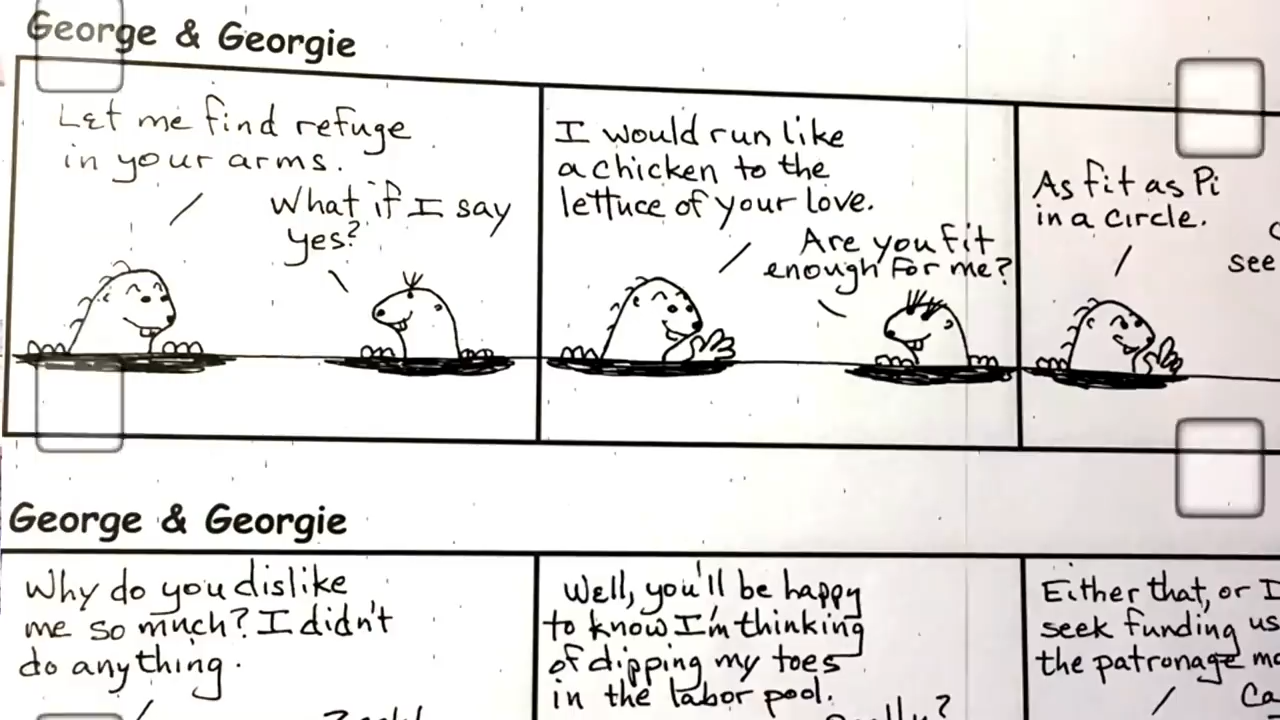 George & Georgie
Let me find refuge
in your arms.
What if I say
yes?
I would run like
a chicken to the
lettuce of your love.
Are you fit
enough for me?
As fit as Pi
in a circle.
see
George & Georgie
Why do you dislike
me so much? I didn't
do anything.
Well, you'll be happy
to know I'm thinking
of dipping my toes
in the labor pool.
Either that, or I
seek funding us
the patronage